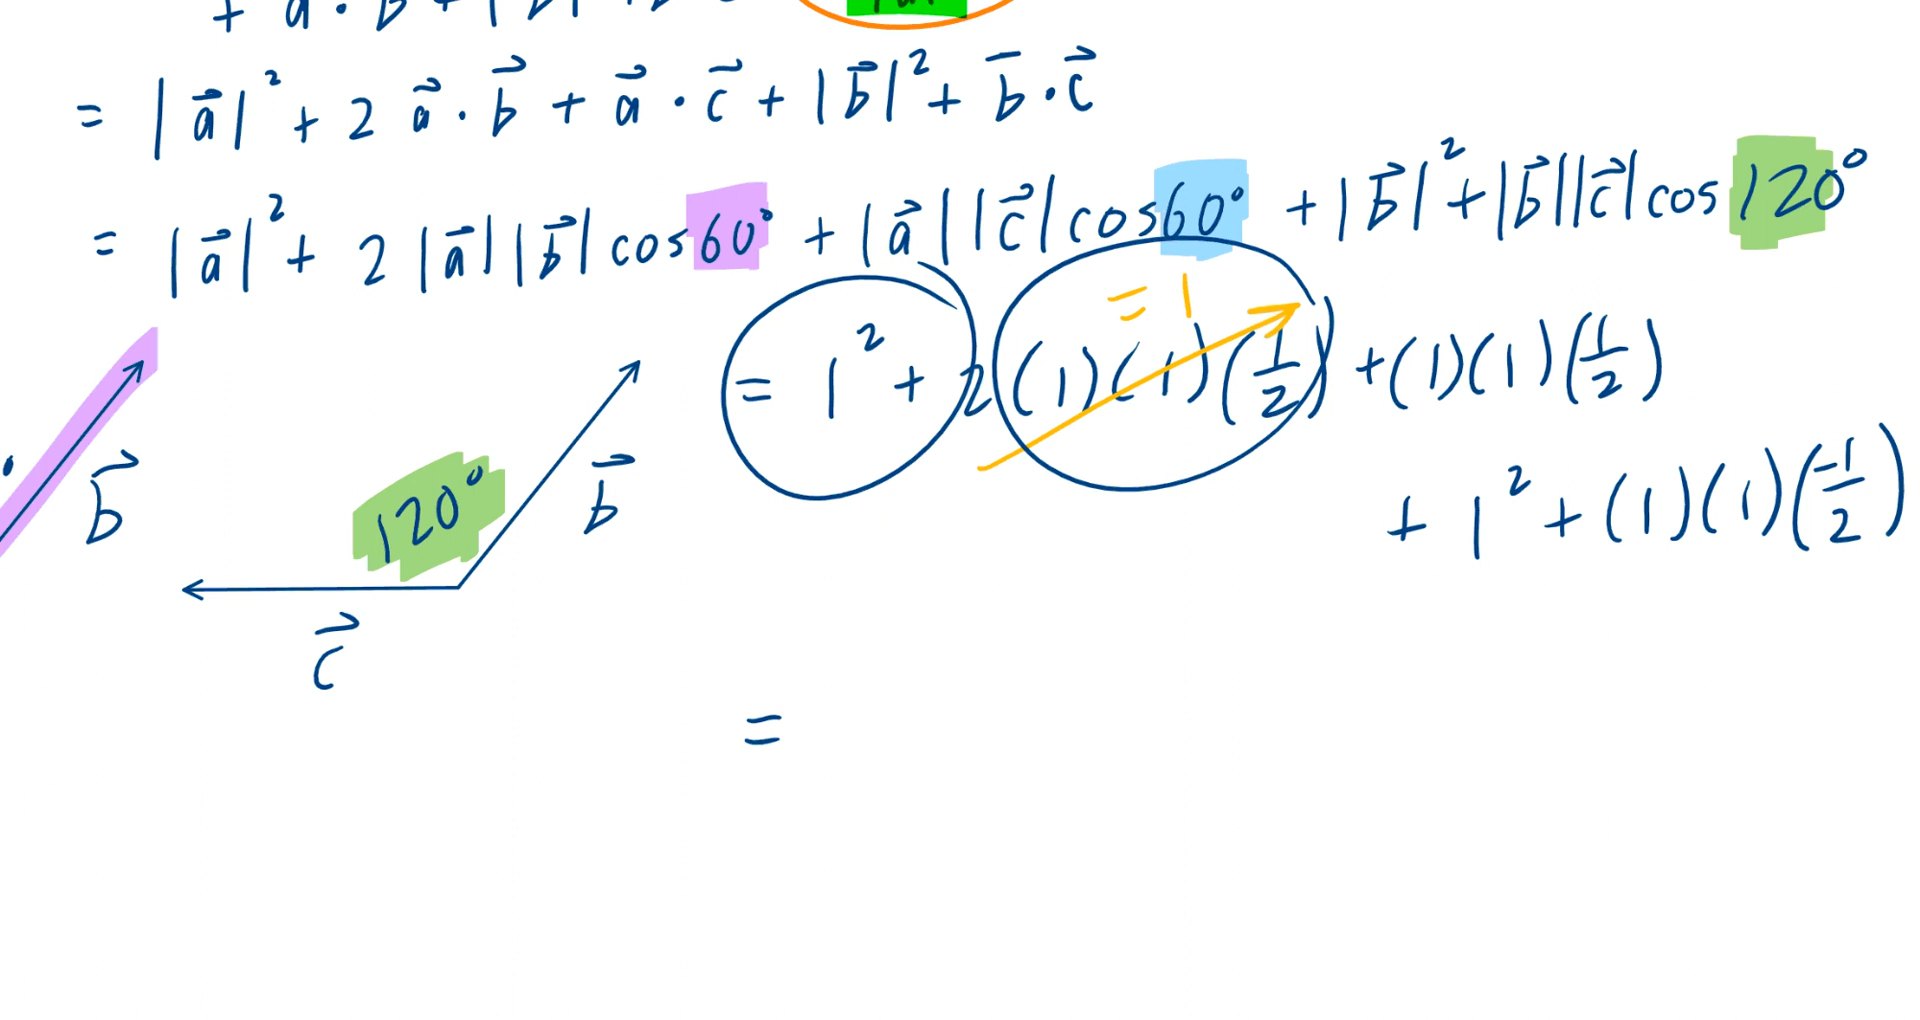 = |a⃗|² + 2 a⃗ · b⃗ + a⃗ · c⃗ + |b⃗|² + b̄ · c⃗
= |a⃗|² + 2 |a⃗| |b⃗| cos 60° + |a⃗| |c⃗| cos 60° + |b⃗|² + |b⃗| |c⃗| cos 120°
= 1
= 1² + 2 (1)(1)(1/2) + (1)(1)(1/2)
+ 1² + (1)(1)(-1/2)
b⃗
120°
b⃗
c⃗
=